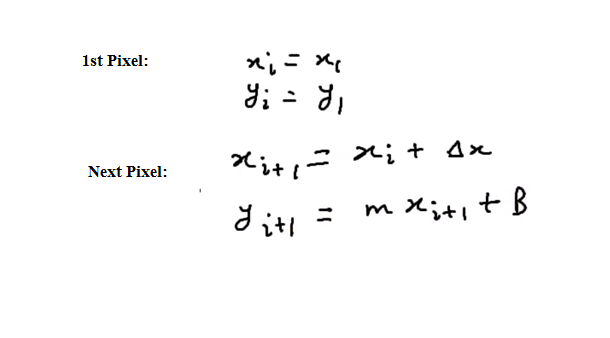 1st Pixel: xᵢ = x₁
yᵢ = y₁
Next Pixel: xᵢ₊₁ = xᵢ + Δx
yᵢ₊₁ = m xᵢ₊₁ + B